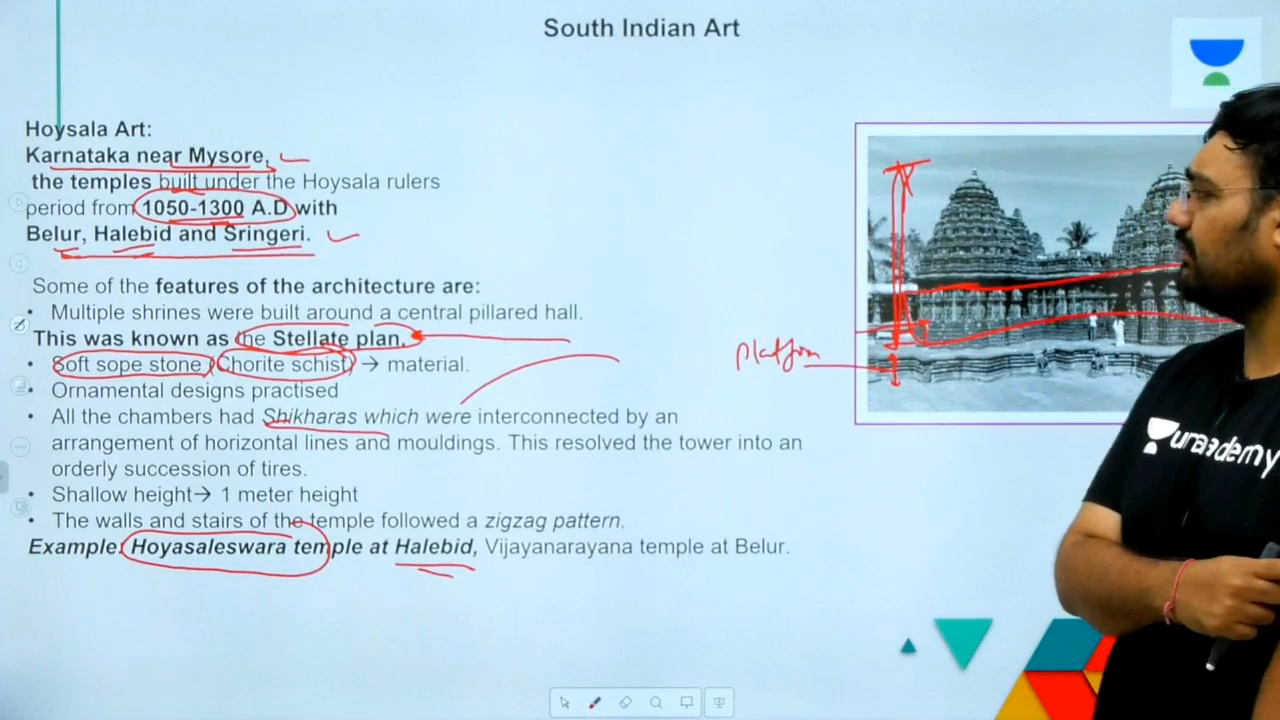 South Indian Art
Hoysala Art:
Karnataka near Mysore,
the temples built under the Hoysala rulers
period from 1050-1300 A.D with
Belur, Halebid and Sringeri.
Some of the features of the architecture are:
• Multiple shrines were built around a central pillared hall.
This was known as the Stellate plan.
• Soft sope stone (Chorite schist) → material.
• Ornamental designs practised
• All the chambers had Shikharas which were interconnected by an
arrangement of horizontal lines and mouldings. This resolved the tower into an
orderly succession of tires.
• Shallow height→ 1 meter height
• The walls and stairs of the temple followed a zigzag pattern.
Example: Hoyasaleswara temple at Halebid, Vijayanarayana temple at Belur.
platfom
unacademy